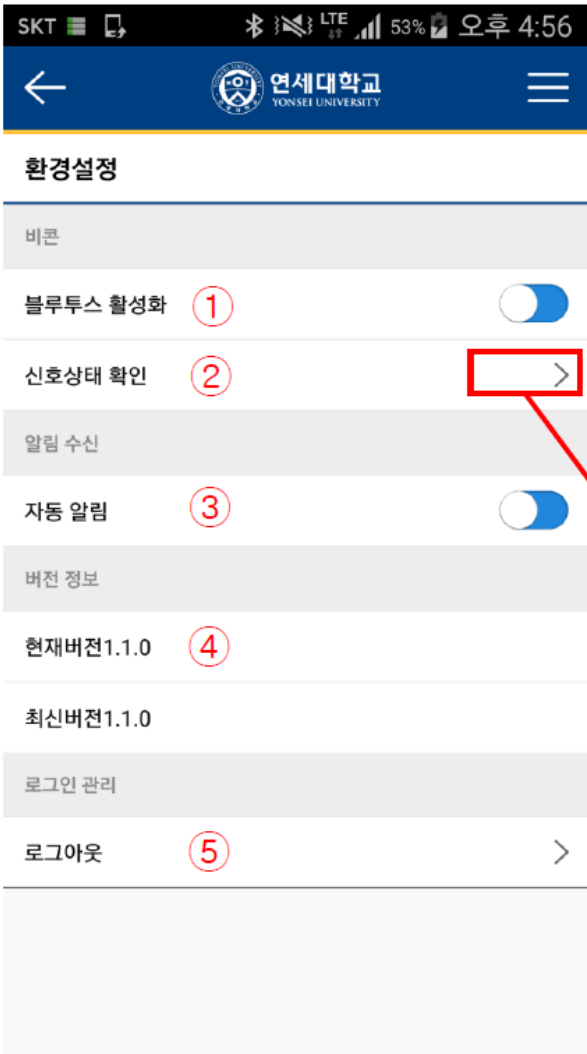 SKT LTE 53% 오후 4:56
연세대학교
YONSEI UNIVERSITY
환경설정
비콘
블루투스 활성화 ①
신호상태 확인 ②
알림 수신
자동 알림 ③
버전 정보
현재버전1.1.0 ④
최신버전1.1.0
로그인 관리
로그아웃 ⑤